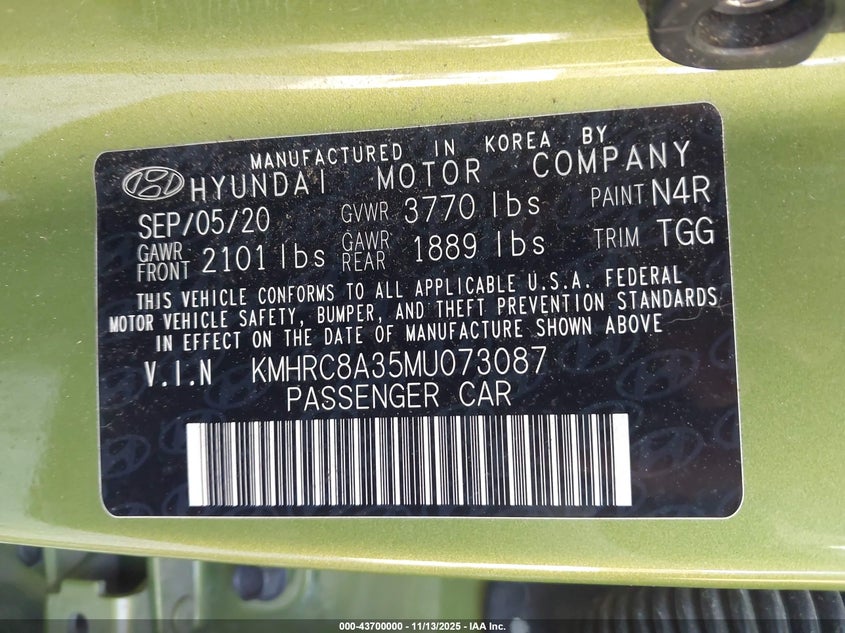 MANUFACTURED IN KOREA BY
HYUNDAI MOTOR COMPANY
SEP/05/20 GVWR 3770 lbs PAINT N4R
GAWR FRONT 2101 lbs GAWR REAR 1889 lbs TRIM TGG
THIS VEHICLE CONFORMS TO ALL APPLICABLE U.S.A. FEDERAL
MOTOR VEHICLE SAFETY, BUMPER, AND THEFT PREVENTION STANDARDS
IN EFFECT ON THE DATE OF MANUFACTURE SHOWN ABOVE
V.I.N KMHRC8A35MU073087
PASSENGER CAR
000-43700000 - 11/13/2025 - IAA Inc.